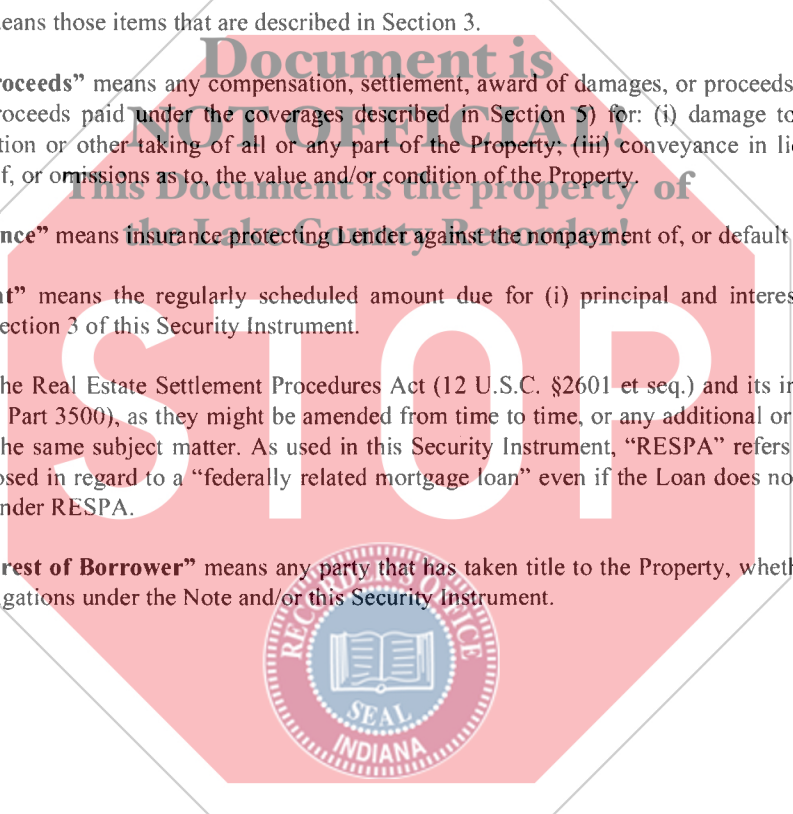 eans those items that are described in Section 3.
Document is
roceeds” means any compensation, settlement, award of damages, or proceeds
roceeds paid under the coverages described in Section 5) for: (i) damage to
NOT OFFICIAL!
tion or other taking of all or any part of the Property; (iii) conveyance in li
f, or omissions as to, the value and/or condition of the Property.
This Document is the property of
the Lake County Recorder!
nce” means insurance protecting Lender against the nonpayment of, or default
nt” means the regularly scheduled amount due for (i) principal and interes
ection 3 of this Security Instrument.
STOP
he Real Estate Settlement Procedures Act (12 U.S.C. §2601 et seq.) and its in
Part 3500), as they might be amended from time to time, or any additional or
he same subject matter. As used in this Security Instrument, “RESPA” refers
osed in regard to a “federally related mortgage loan” even if the Loan does no
nder RESPA.
rest of Borrower” means any party that has taken title to the Property, wheth
igations under the Note and/or this Security Instrument.
RECORDER'S OFFICE
SEAL
INDIANA